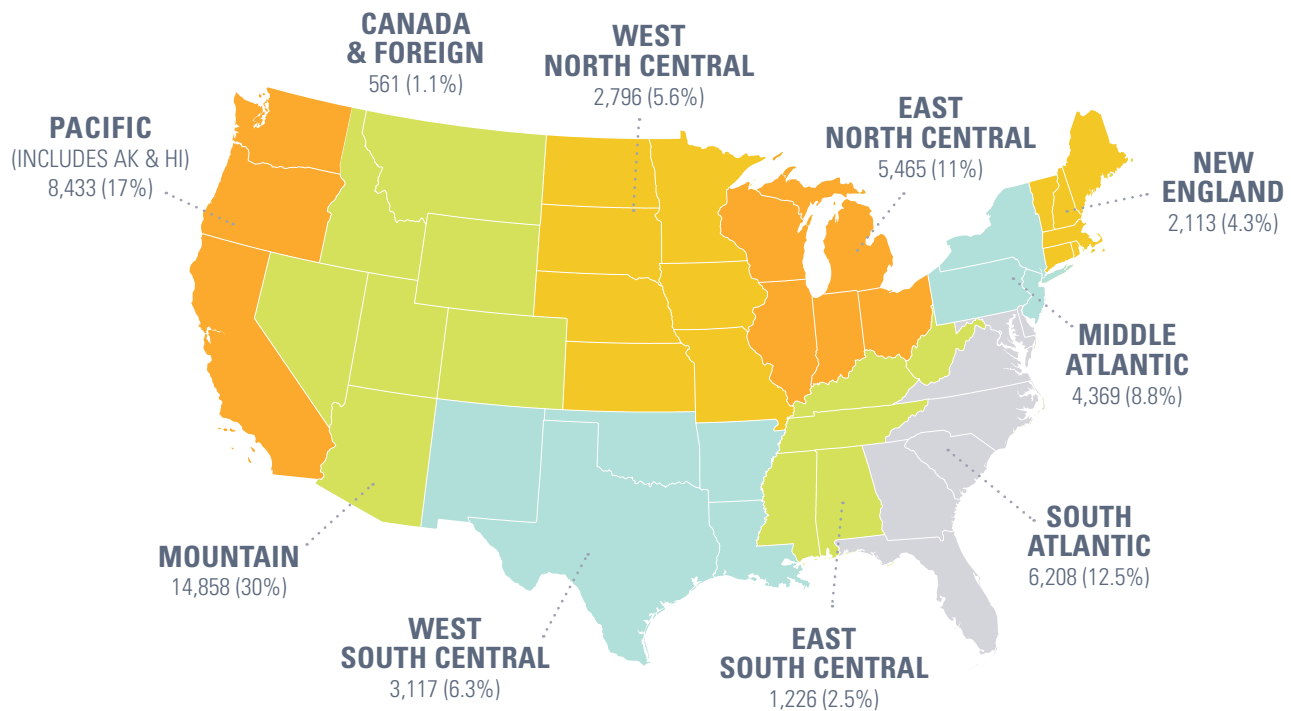 CANADA
& FOREIGN
561 (1.1%)
WEST
NORTH CENTRAL
2,796 (5.6%)
EAST
NORTH CENTRAL
5,465 (11%)
PACIFIC
(INCLUDES AK & HI)
8,433 (17%)
NEW
ENGLAND
2,113 (4.3%)
MIDDLE
ATLANTIC
4,369 (8.8%)
SOUTH
ATLANTIC
6,208 (12.5%)
MOUNTAIN
14,858 (30%)
WEST
SOUTH CENTRAL
3,117 (6.3%)
EAST
SOUTH CENTRAL
1,226 (2.5%)